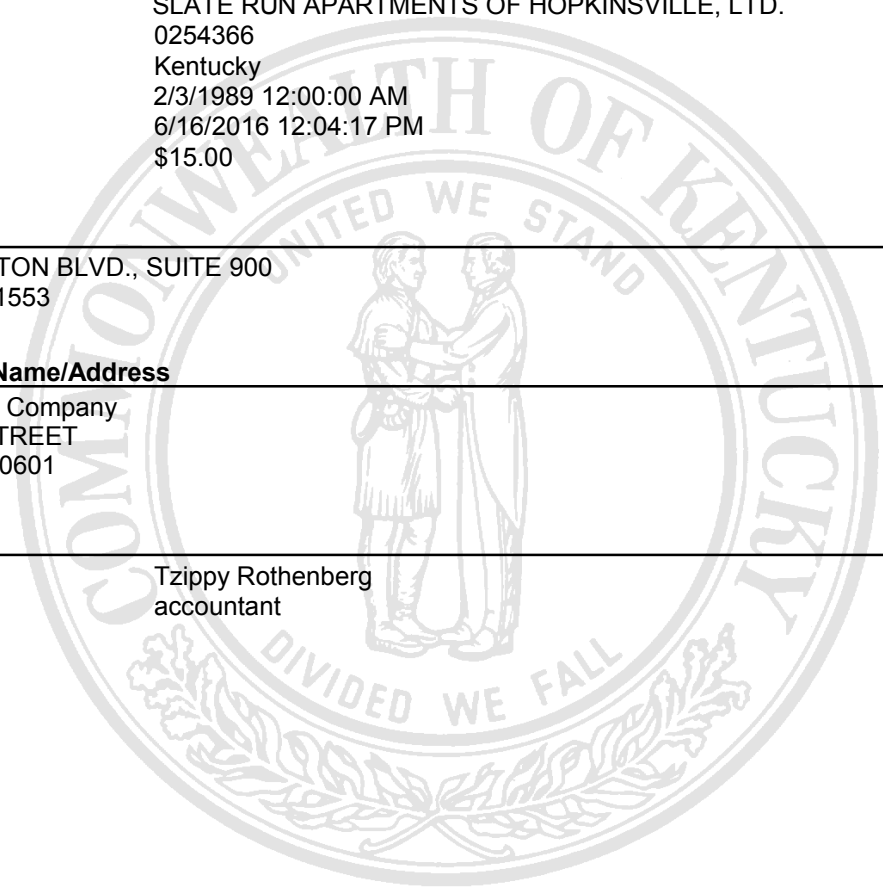 SLATE RUN APARTMENTS OF HOPKINSVILLE, LTD.
0254366
Kentucky
2/3/1989 12:00:00 AM
6/16/2016 12:04:17 PM
$15.00
TON BLVD., SUITE 900
1553
Name/Address
Company
TREET
0601
Tzippy Rothenberg
accountant
COMMONWEALTH OF KENTUCKY
UNITED WE STAND
DIVIDED WE FALL